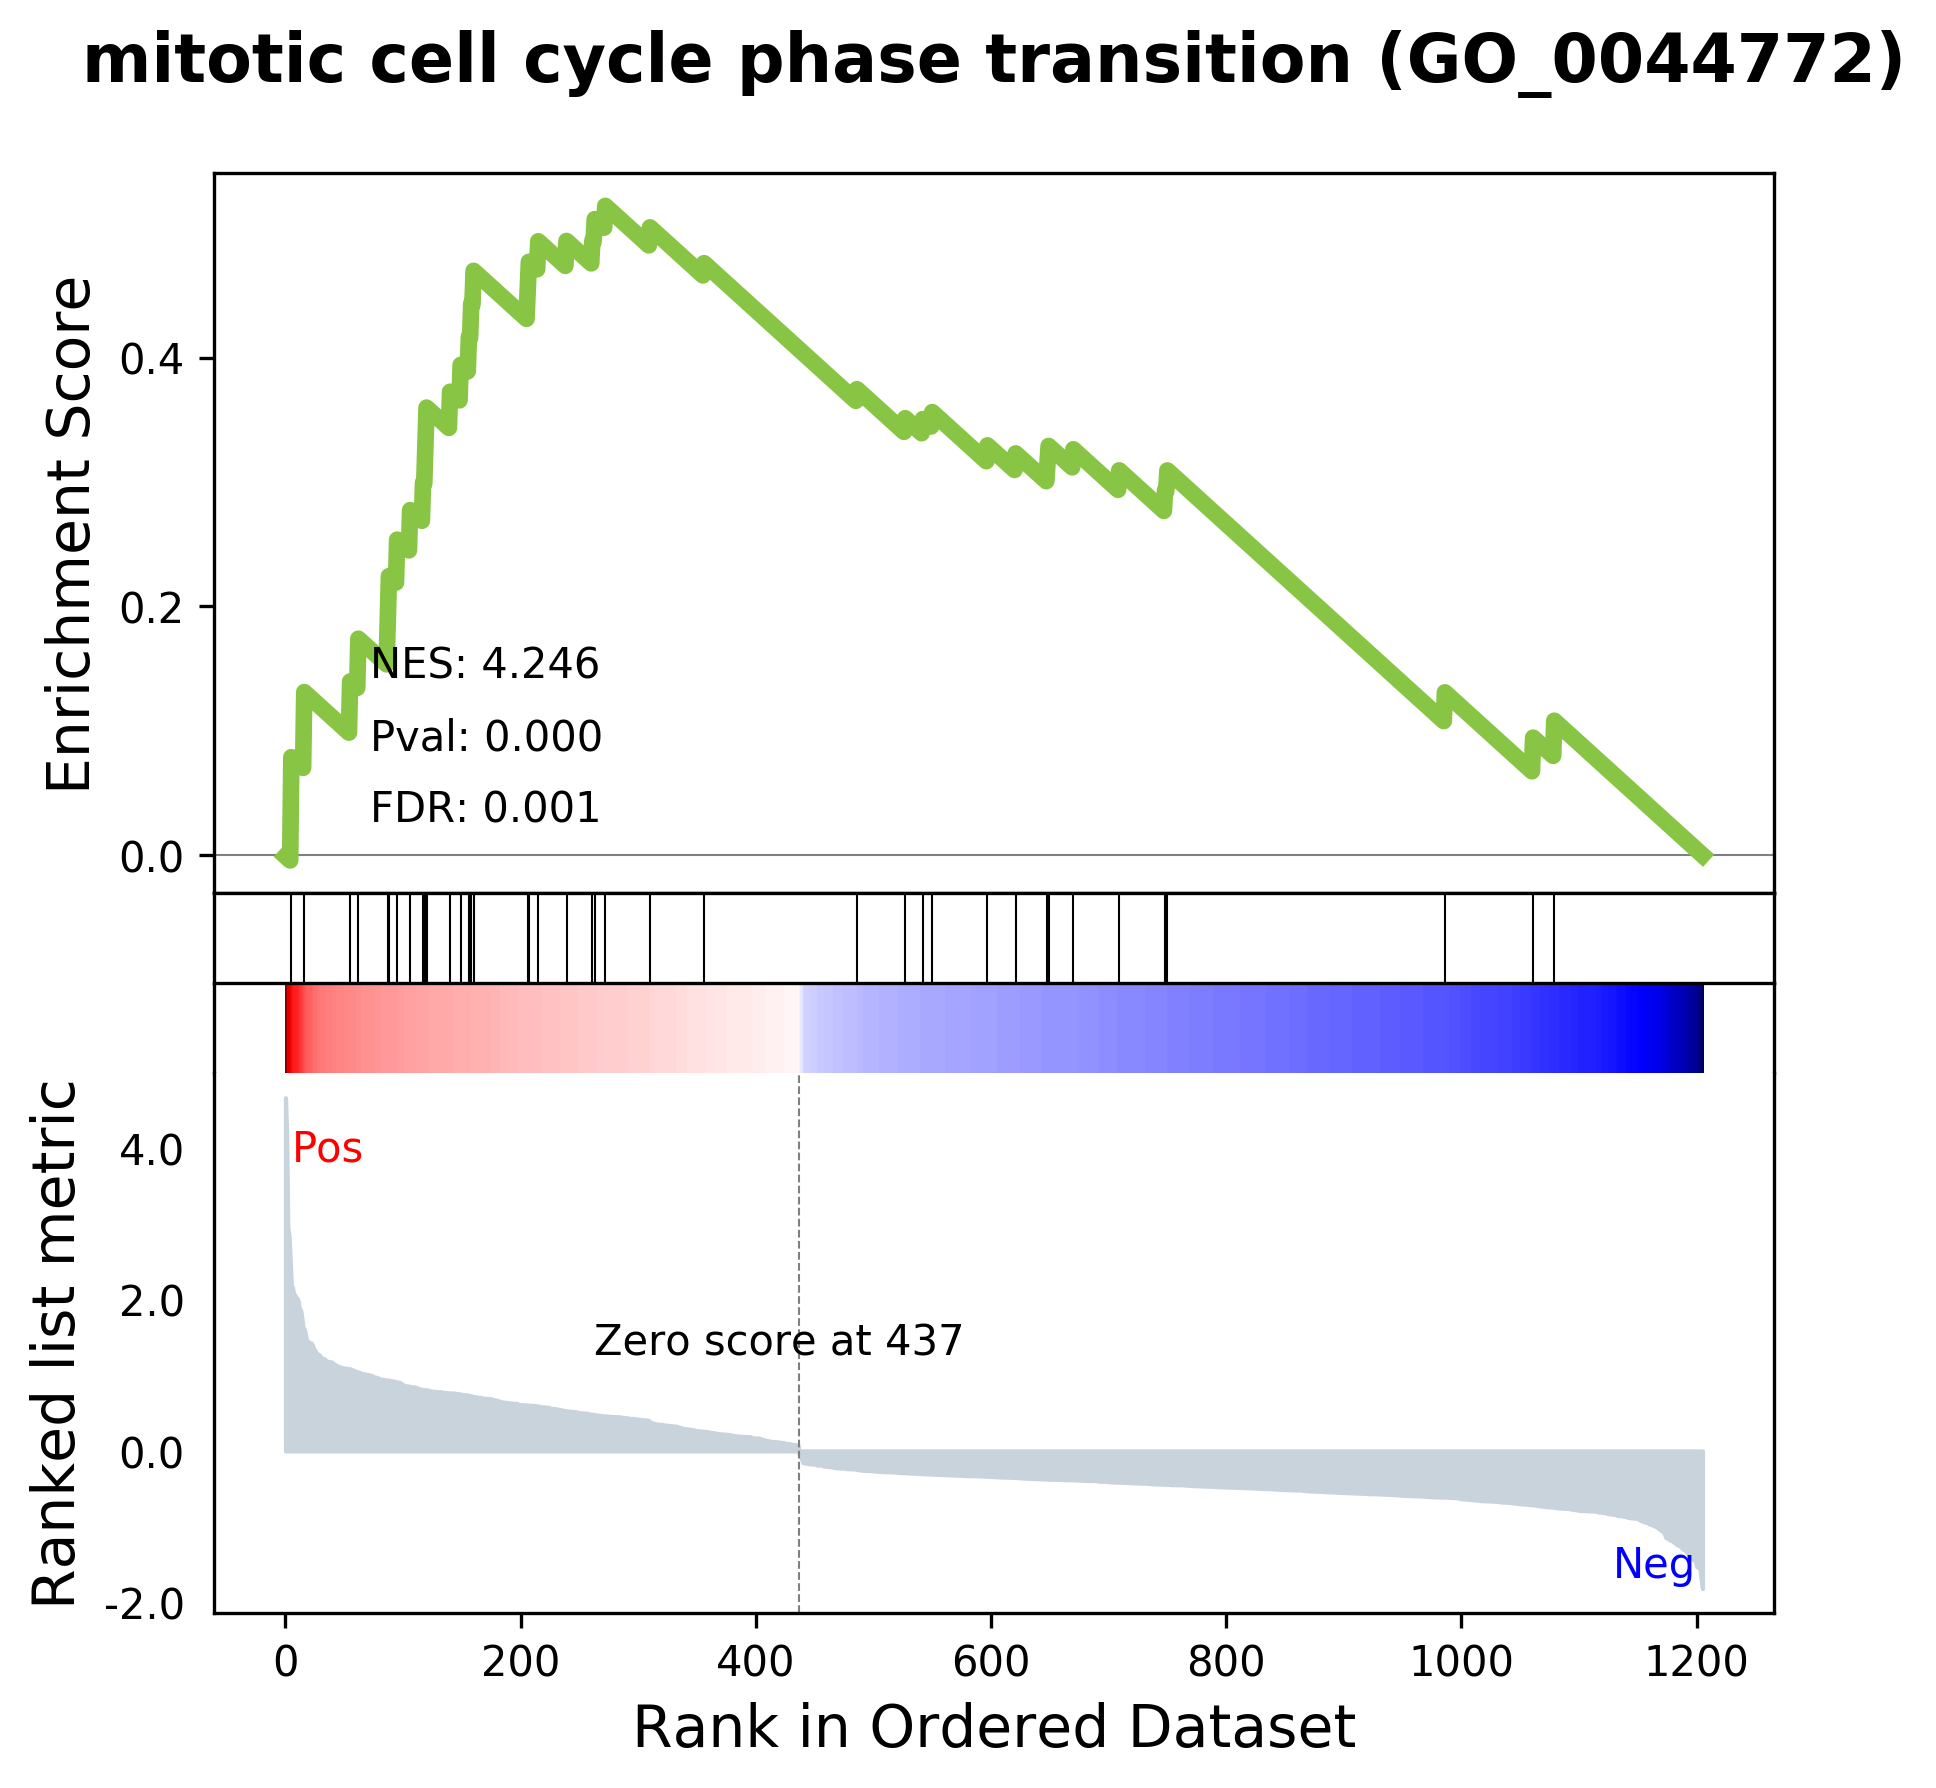 mitotic cell cycle phase transition (GO_0044772)
Enrichment Score
0.4
0.2
0.0
NES: 4.246
Pval: 0.000
FDR: 0.001
Ranked list metric
4.0
2.0
0.0
-2.0
Pos
Zero score at 437
Neg
0 200 400 600 800 1000 1200
Rank in Ordered Dataset